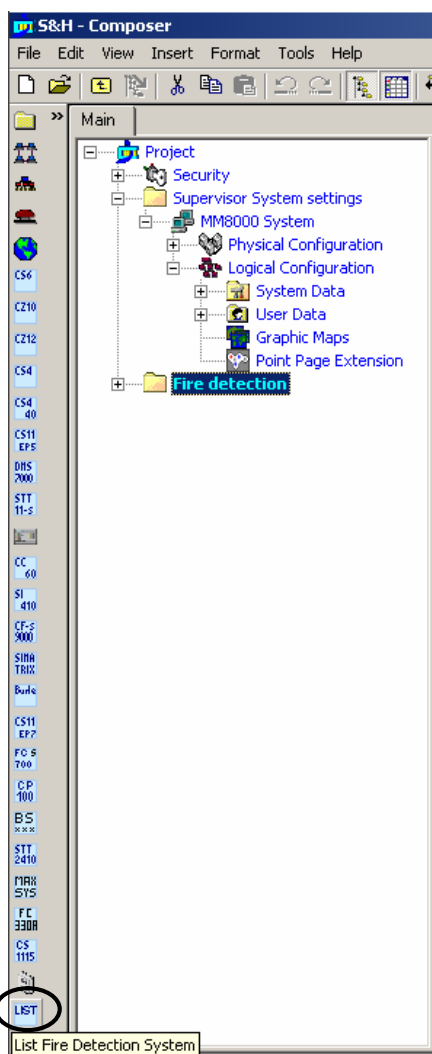 S&H - Composer
File Edit View Insert Format Tools Help
Main
Project
Security
Supervisor System settings
MM8000 System
Physical Configuration
Logical Configuration
System Data
User Data
Graphic Maps
Point Page Extension
Fire detection
CS6
CZ10
CZ12
CS4
CS4 40
CS11 EP5
DMS 7000
STT 11-S
CC 60
SI 410
CF-S 9000
SIMA TRIX
Burle
CS11 EP7
FC S 700
CP 100
BS xxx
STT 2410
MAX SYS
FC 330A
CS 1115
LIST
List Fire Detection System